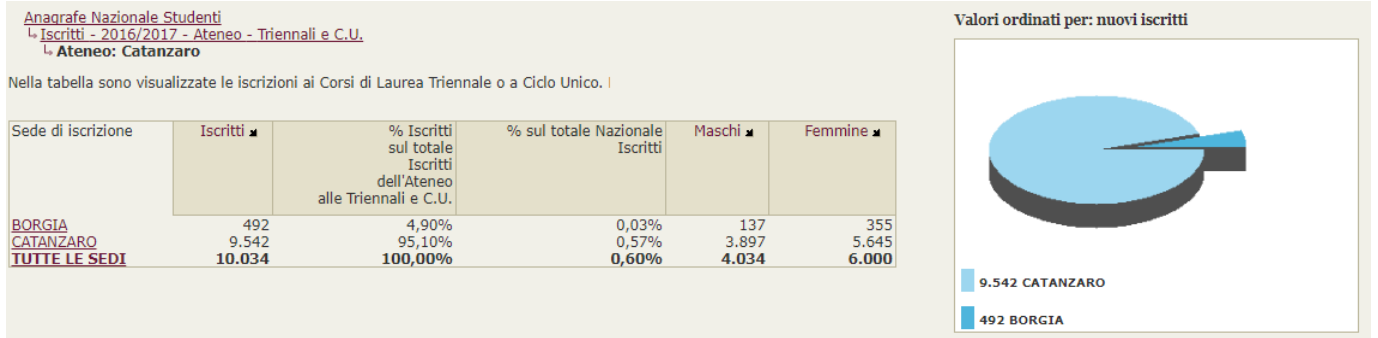 Anagrafe Nazionale Studenti
Iscritti - 2016/2017 - Ateneo - Triennali e C.U.
Ateneo: Catanzaro
Nella tabella sono visualizzate le iscrizioni ai Corsi di Laurea Triennale o a Ciclo Unico.
Sede di iscrizione Iscritti % Iscritti % sul totale Nazionale Maschi Femmine
sul totale Iscritti
Iscritti
dell'Ateneo
alle Triennali e C.U.
BORGIA 492 4,90% 0,03% 137 355
CATANZARO 9.542 95,10% 0,57% 3.897 5.645
TUTTE LE SEDI 10.034 100,00% 0,60% 4.034 6.000
Valori ordinati per: nuovi iscritti
9.542 CATANZARO
492 BORGIA